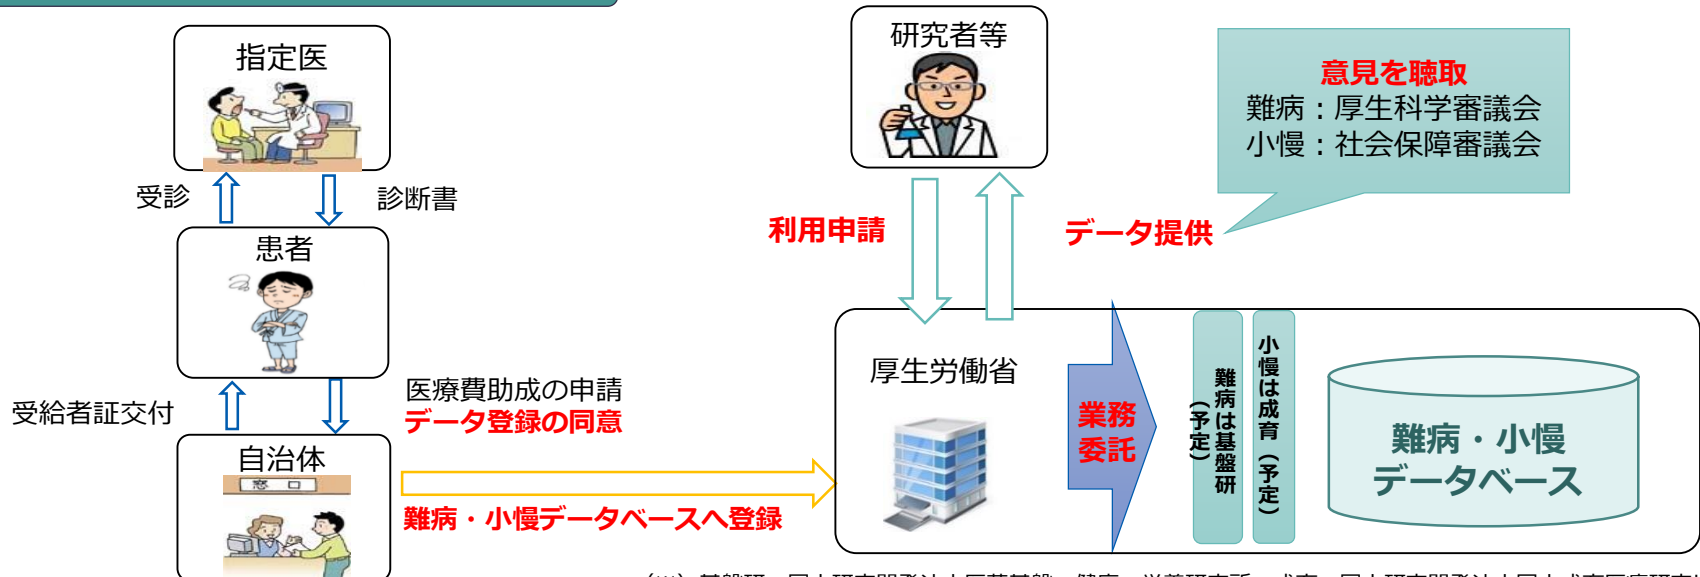 指定医
受診
診断書
患者
受給者証交付
医療費助成の申請
データ登録の同意
自治体
窓口
難病・小慢データベースへ登録
研究者等
利用申請
データ提供
意見を聴取
難病：厚生科学審議会
小慢：社会保障審議会
厚生労働省
業務
委託
難病は基盤研
（予定）
小慢は成育（予定）
難病・小慢
データベース